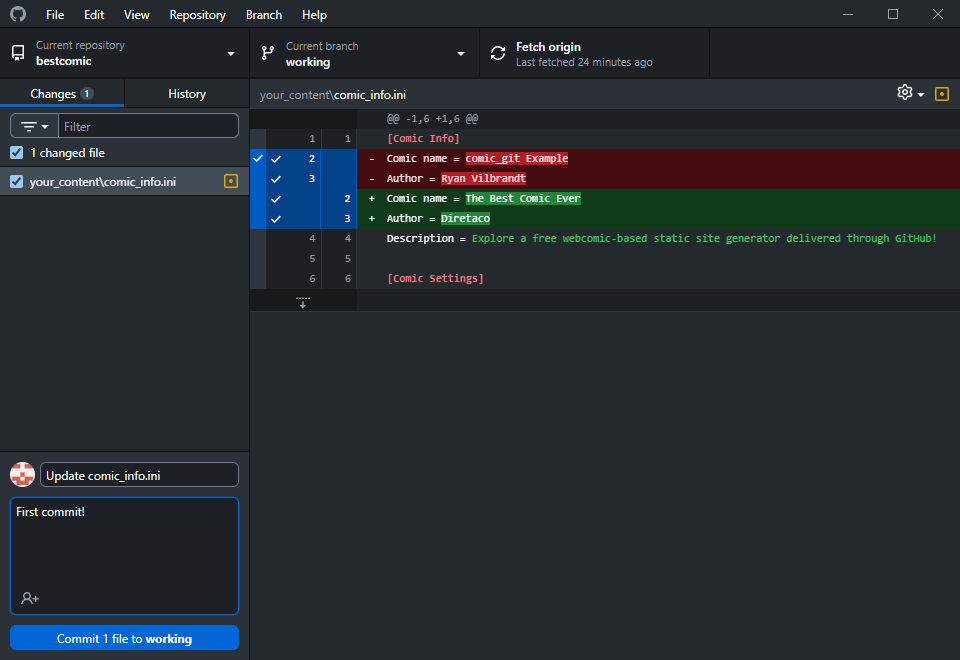 File Edit View Repository Branch Help
Current repository
bestcomic
Current branch
working
Fetch origin
Last fetched 24 minutes ago
Changes 1 History
Filter
1 changed file
your_content\comic_info.ini
your_content\comic_info.ini
@@ -1,6 +1,6 @@
1 1 [Comic Info]
2 - Comic name = comic_git Example
3 - Author = Ryan Vilbrandt
2 + Comic name = The Best Comic Ever
3 + Author = Diretaco
4 4 Description = Explore a free webcomic-based static site generator delivered through GitHub!
5 5
6 6 [Comic Settings]
Update comic_info.ini
First commit!
Commit 1 file to working